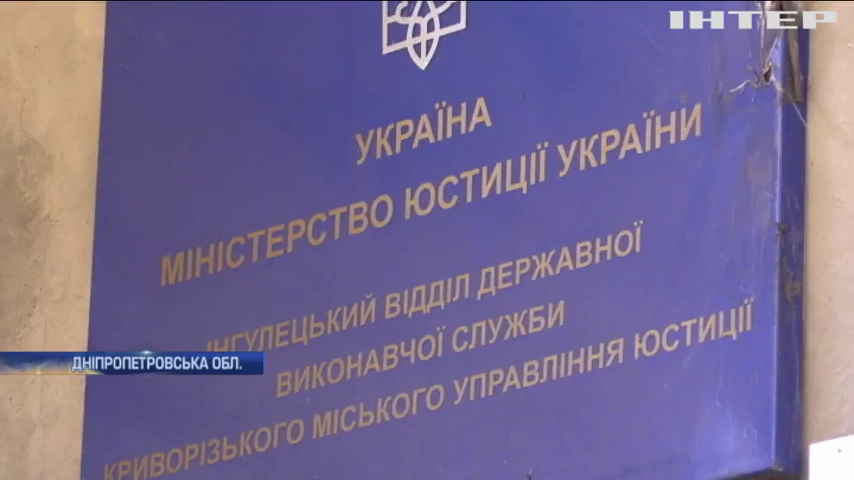 ІНТЕР
УКРАЇНА
МІНІСТЕРСТВО ЮСТИЦІЇ УКРАЇНИ
ІНГУЛЕЦЬКИЙ ВІДДІЛ ДЕРЖАВНОЇ
ВИКОНАВЧОЇ СЛУЖБИ
КРИВОРІЗЬКОГО МІСЬКОГО УПРАВЛІННЯ ЮСТИЦІЇ
ДНІПРОПЕТРОВСЬКА ОБЛ.